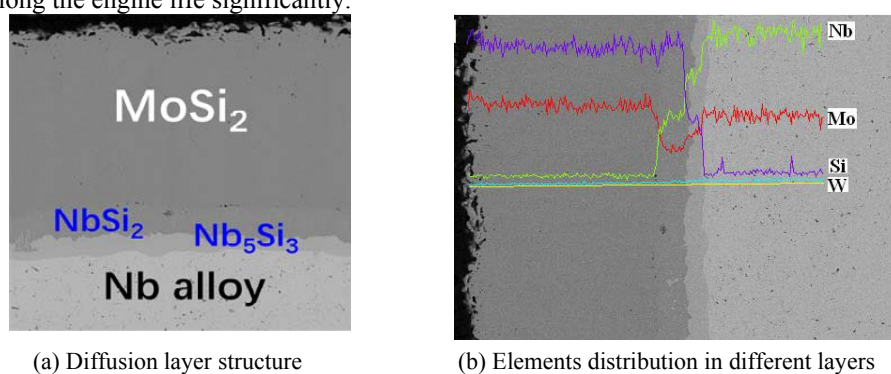 ong the engine life significantly.
MoSi₂
NbSi₂
Nb₅Si₃
Nb alloy
Nb
Mo
Si
W
(a) Diffusion layer structure
(b) Elements distribution in different layers